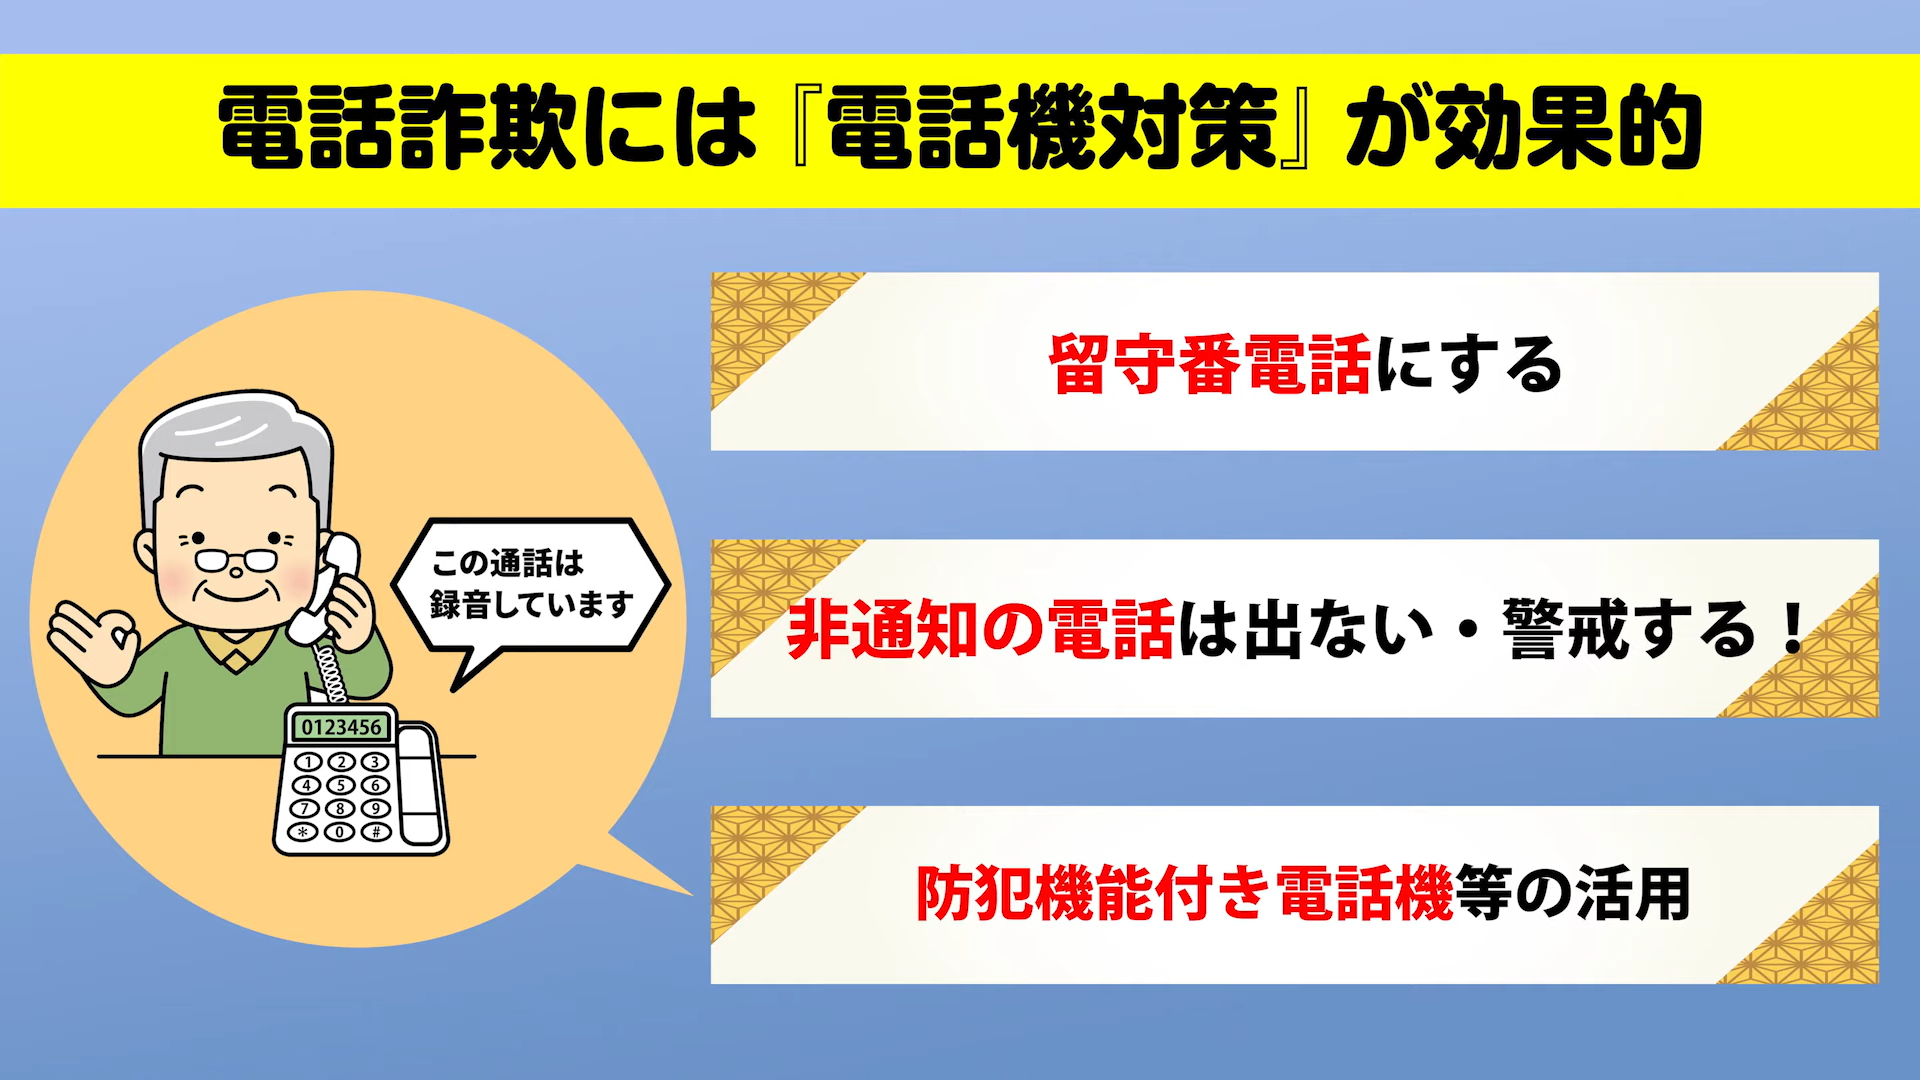 電話詐欺には『電話機対策』が効果的
留守番電話にする
非通知の電話は出ない・警戒する！
防犯機能付き電話機等の活用
この通話は
録音しています
0123456
1 2 3
4 5 6
7 8 9
* 0 #